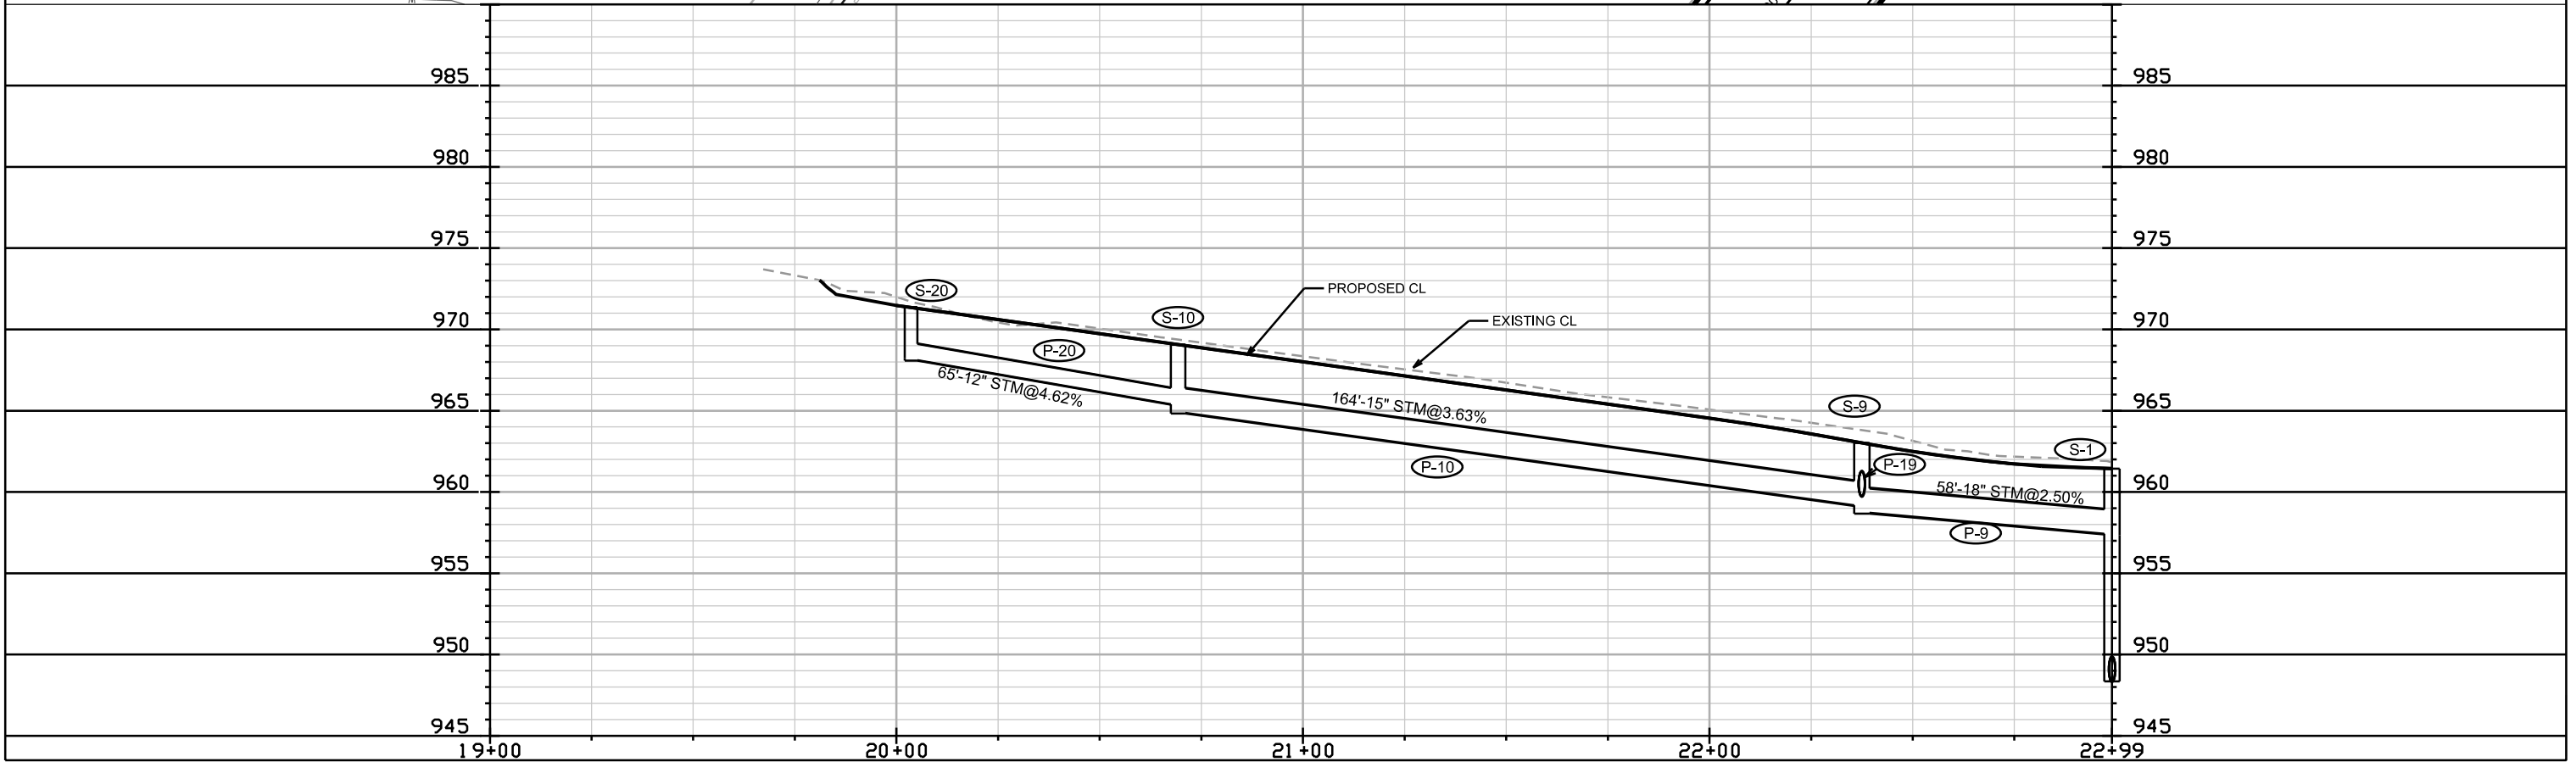 985 985
980 980
975 975
S-20
PROPOSED CL
S-10
EXISTING CL
970 970
P-20
65'-12" STM@4.62%
965 965
164'-15" STM@3.63%
S-9
S-1
P-10
P-19
960 960
58'-18" STM@2.50%
P-9
955 955
950 950
945 945
19+00 20+00 21+00 22+00 22+99